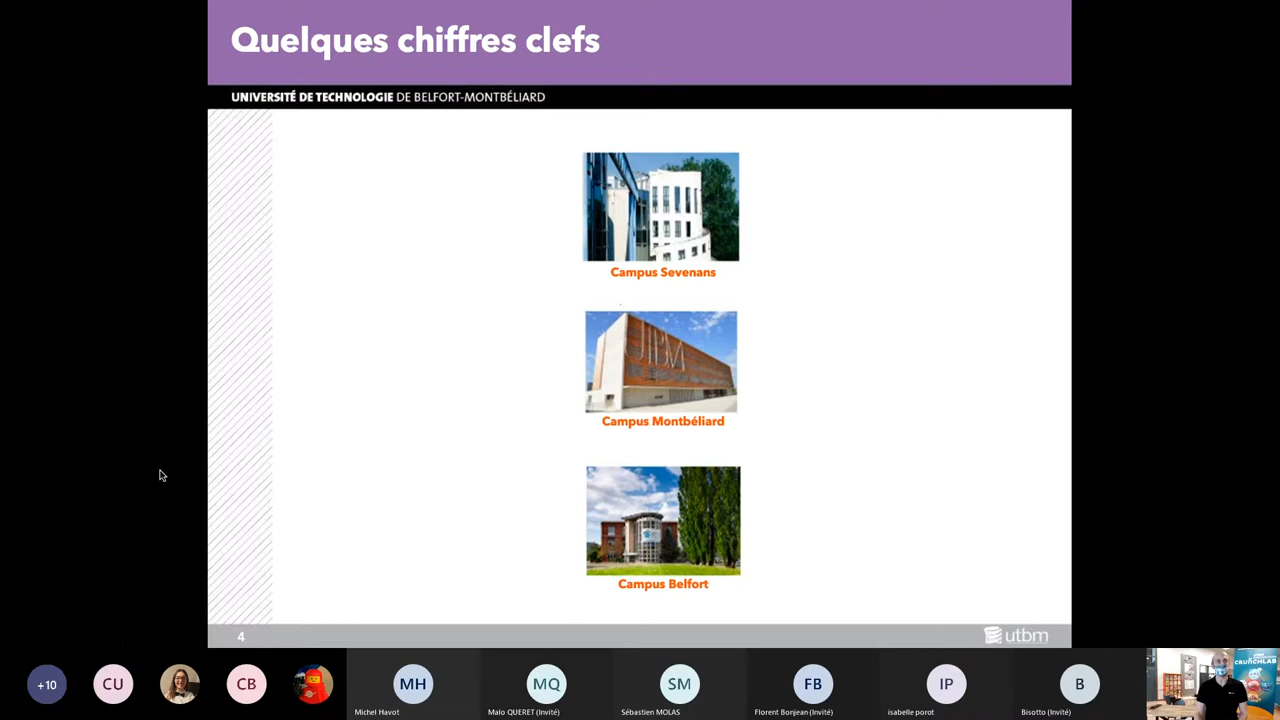 Quelques chiffres clefs
UNIVERSITÉ DE TECHNOLOGIE DE BELFORT-MONTBÉLIARD
Campus Sevenans
Campus Montbéliard
Campus Belfort
4
utbm
+10
CU
CB
MH
MQ
SM
FB
IP
B
CRUNCHLAB
Michel Havot
Malo QUERET (Invité)
Sébastien MOLAS
Florent Bonjean (Invité)
isabelle porot
Bisotto (Invité)